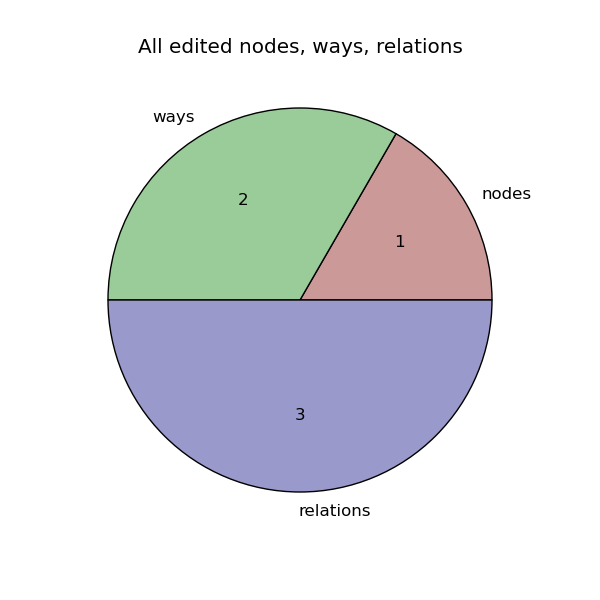 All edited nodes, ways, relations
ways
nodes
2
1
3
relations